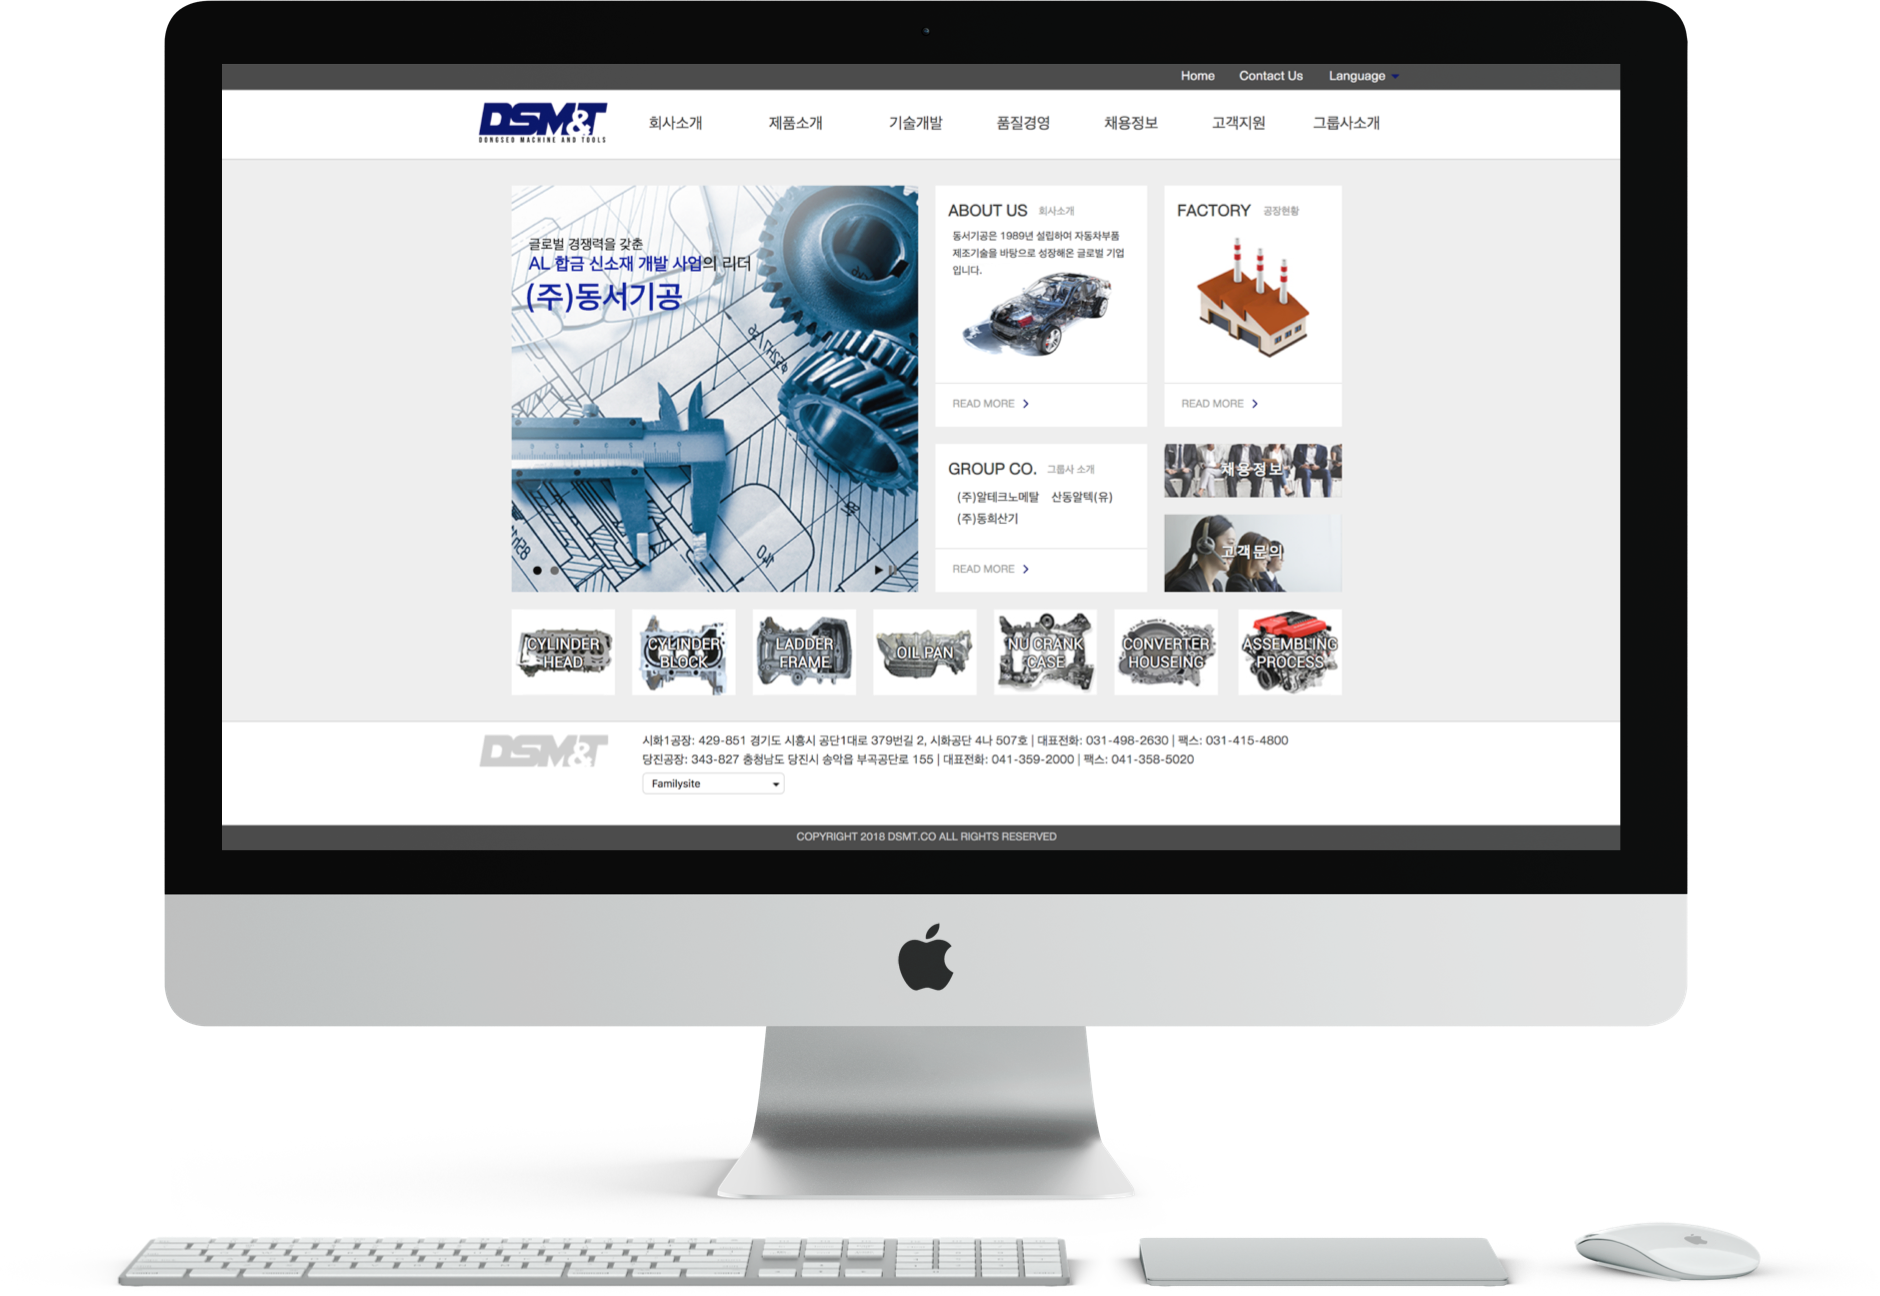 Home Contact Us Language
DSM&T
DONGSEO MACHINE AND TOOLS
회사소개 제품소개 기술개발 품질경영 채용정보 고객지원 그룹사소개
글로벌 경쟁력을 갖춘
AL 합금 신소재 개발 사업의 리더
(주)동서기공
ABOUT US 회사소개
동서기공은 1989년 설립하여 자동차부품
제조기술을 바탕으로 성장해온 글로벌 기업
입니다.
READ MORE
FACTORY 공장현황
READ MORE
GROUP CO. 그룹사 소개
(주)알테크노메탈 산동알텍(유)
(주)동희산기
READ MORE
채용정보
고객문의
CYLINDER
HEAD
CYLINDER
BLOCK
LADDER
FRAME
OIL PAN
NU CRANK
CASE
CONVERTER
HOUSEING
ASSEMBLING
PROCESS
DSM&T
시화1공장: 429-851 경기도 시흥시 공단1대로 379번길 2, 시화공단 4나 507호 | 대표전화: 031-498-2630 | 팩스: 031-415-4800
당진공장: 343-827 충청남도 당진시 송악읍 부곡공단로 155 | 대표전화: 041-359-2000 | 팩스: 041-358-5020
Familysite
COPYRIGHT 2018 DSMT.CO ALL RIGHTS RESERVED